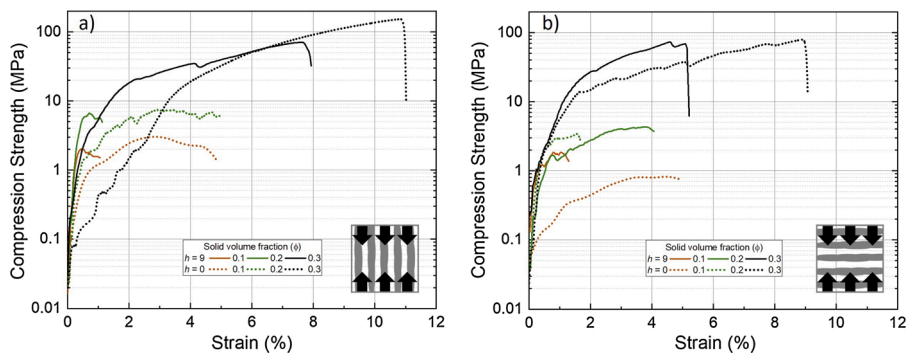 a)
Compression Strength (MPa)
100
10
1
0.1
0.01
0 2 4 6 8 10 12
Strain (%)
Solid volume fraction (ϕ)
h = 9 0.1 0.2 0.3
h = 0 0.1 0.2 0.3
b)
Compression Strength (MPa)
100
10
1
0.1
0.01
0 2 4 6 8 10 12
Strain (%)
Solid volume fraction (ϕ)
h = 9 0.1 0.2 0.3
h = 0 0.1 0.2 0.3